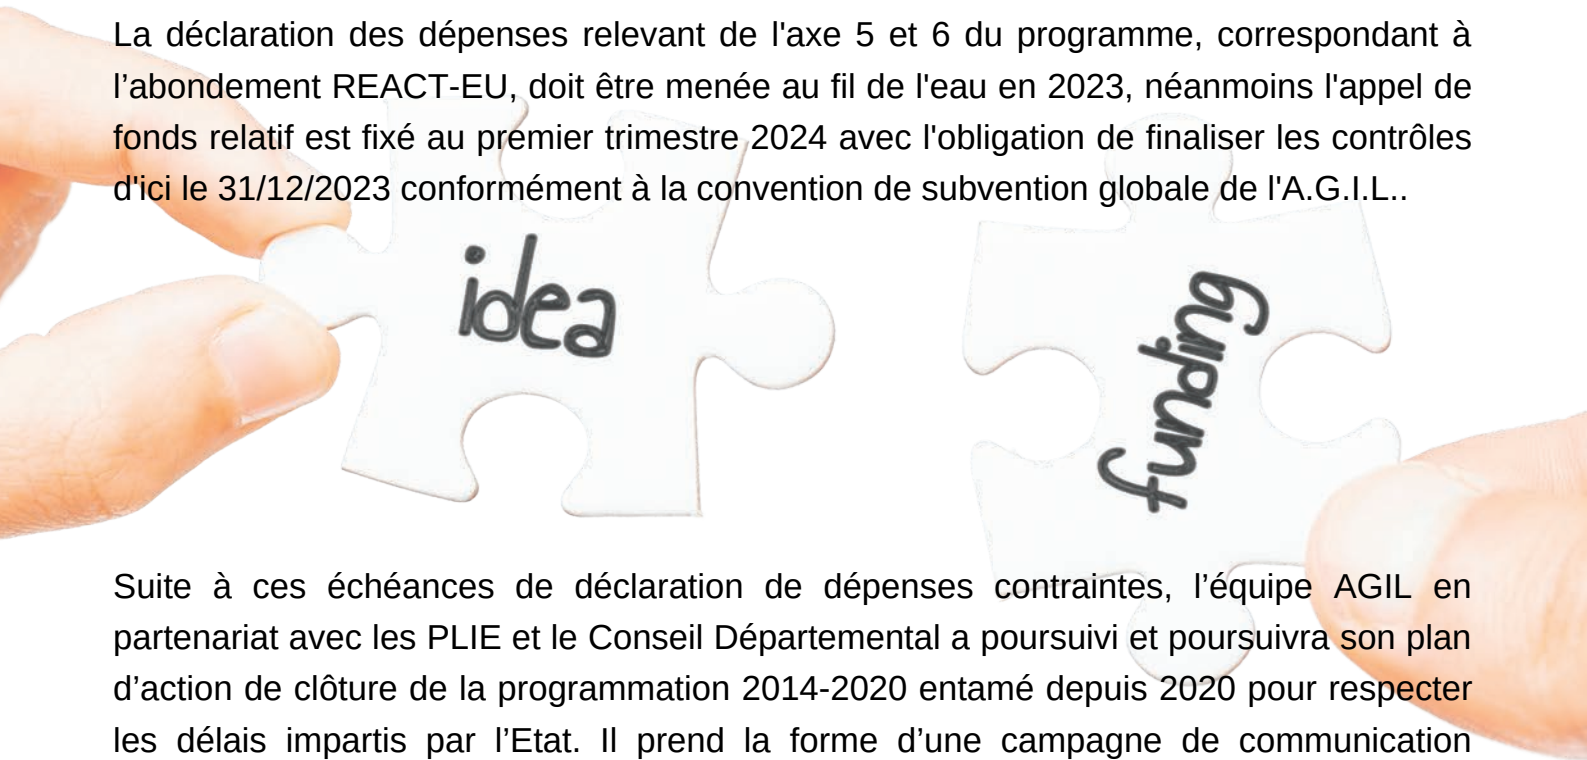 La déclaration des dépenses relevant de l'axe 5 et 6 du programme, correspondant à
l’abondement REACT-EU, doit être menée au fil de l'eau en 2023, néanmoins l'appel de
fonds relatif est fixé au premier trimestre 2024 avec l'obligation de finaliser les contrôles
d'ici le 31/12/2023 conformément à la convention de subvention globale de l'A.G.I.L..
idea
funding
Suite à ces échéances de déclaration de dépenses contraintes, l’équipe AGIL en
partenariat avec les PLIE et le Conseil Départemental a poursuivi et poursuivra son plan
d’action de clôture de la programmation 2014-2020 entamé depuis 2020 pour respecter
les délais impartis par l’Etat. Il prend la forme d’une campagne de communication